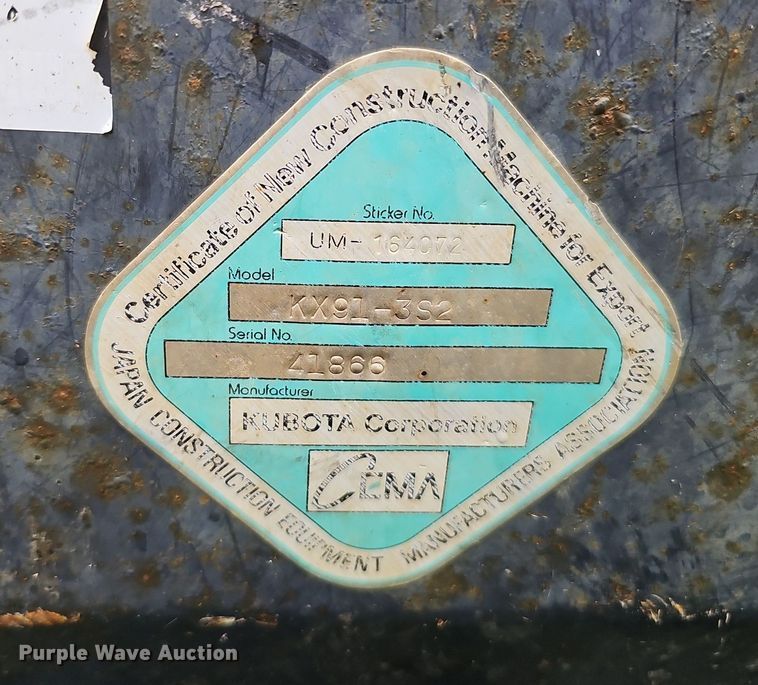 Certificate of New Construction Machine for Export
Sticker No.
UM- 164072
Model
KX91-3S2
Serial No.
41866
Manufacturer
KUBOTA Corporation
CEMA
JAPAN CONSTRUCTION EQUIPMENT MANUFACTURERS ASSOCIATION
Purple Wave Auction